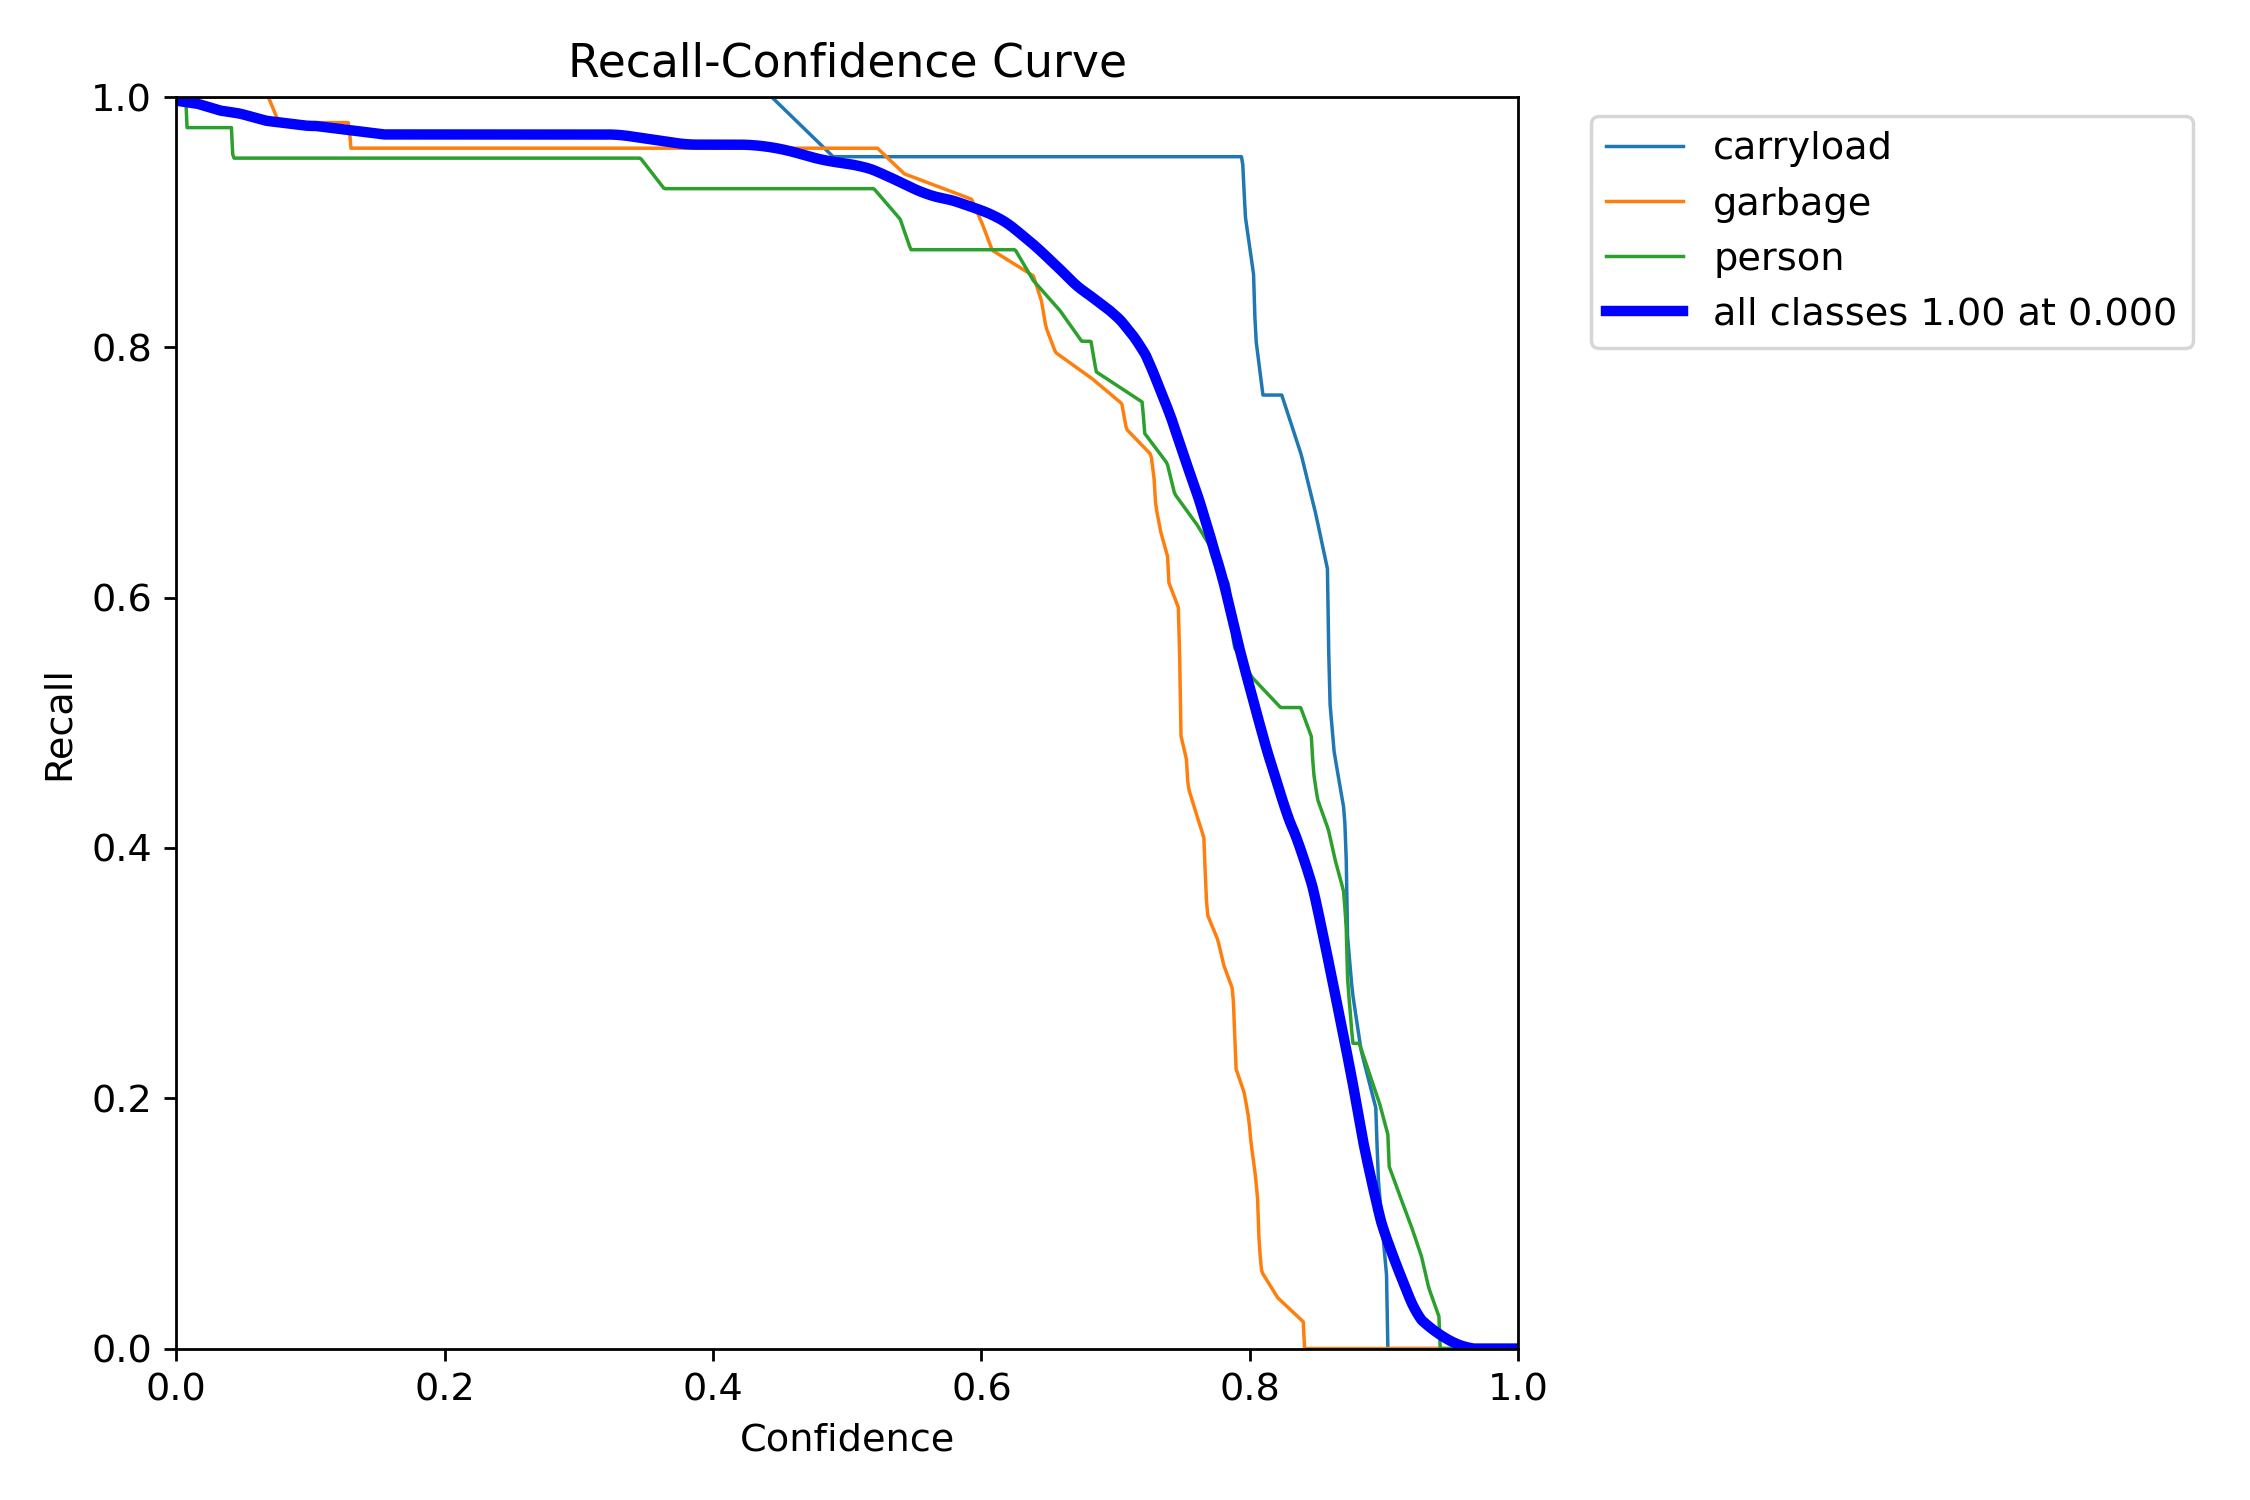 Recall-Confidence Curve
1.0
0.8
0.6
0.4
0.2
0.0
Recall
0.0 0.2 0.4 0.6 0.8 1.0
Confidence
carryload
garbage
person
all classes 1.00 at 0.000